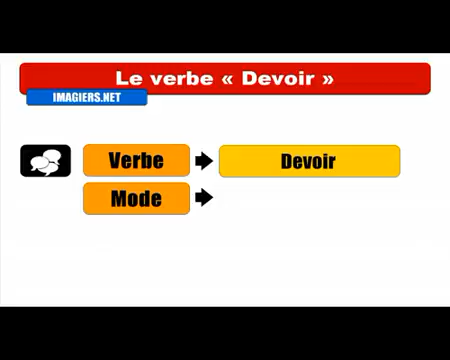 Le verbe « Devoir »
IMAGIERS.NET
Verbe
Devoir
Mode